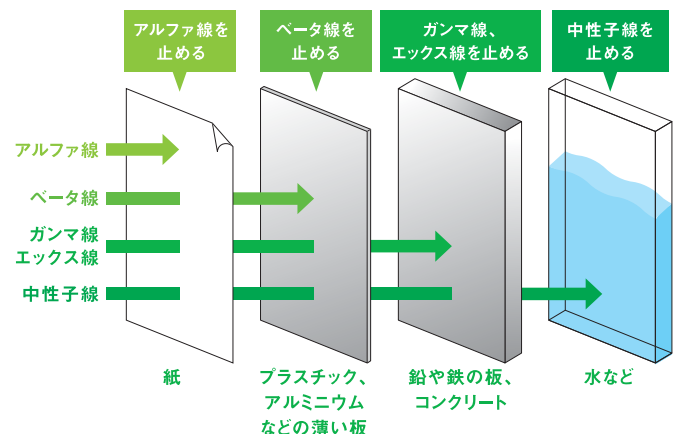 アルファ線を
止める
ベータ線を
止める
ガンマ線、
エックス線を止める
中性子線を
止める
アルファ線
ベータ線
ガンマ線
エックス線
中性子線
紙
プラスチック、
アルミニウム
などの薄い板
鉛や鉄の板、
コンクリート
水など